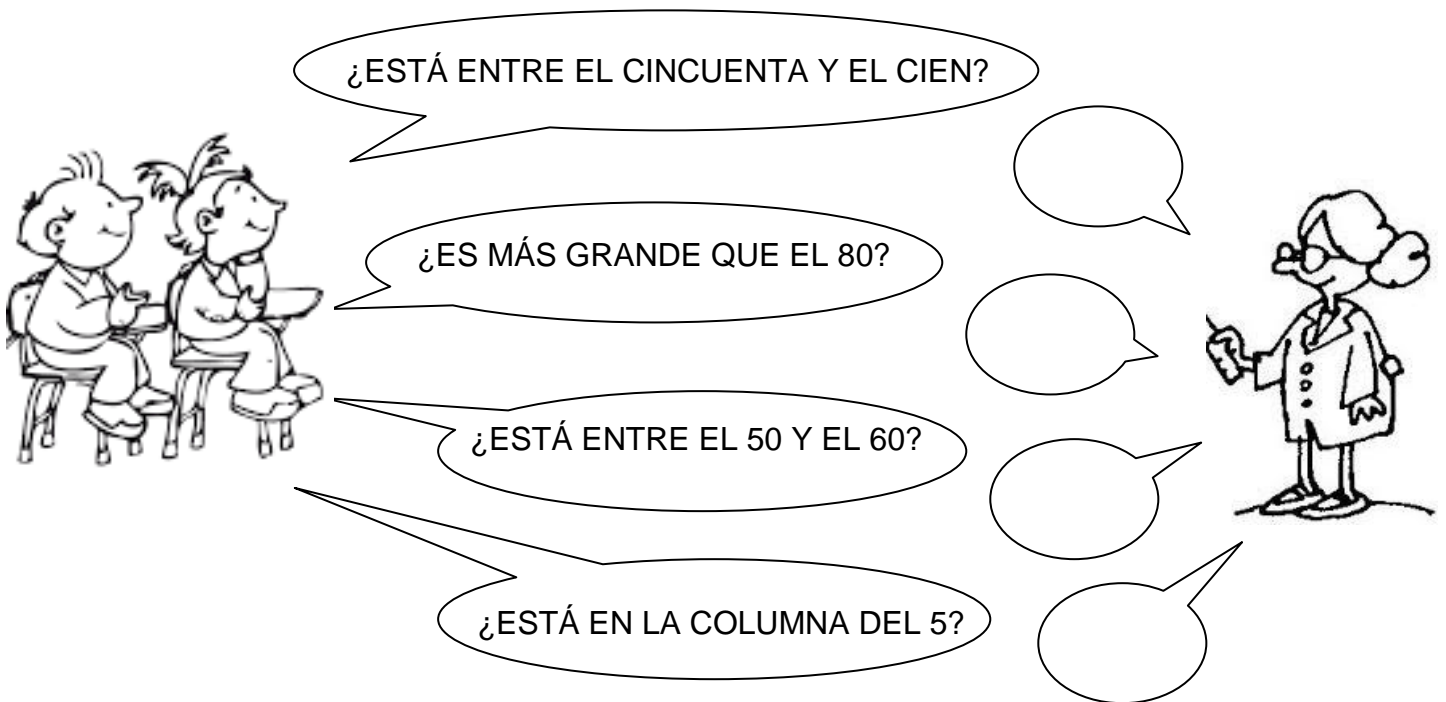 ¿ESTÁ ENTRE EL CINCUENTA Y EL CIEN?
¿ES MÁS GRANDE QUE EL 80?
¿ESTÁ ENTRE EL 50 Y EL 60?
¿ESTÁ EN LA COLUMNA DEL 5?